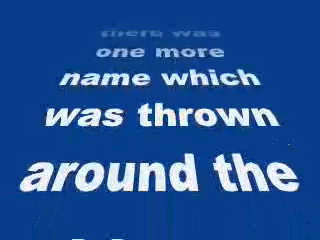 there was
one more
name which
was thrown
around the